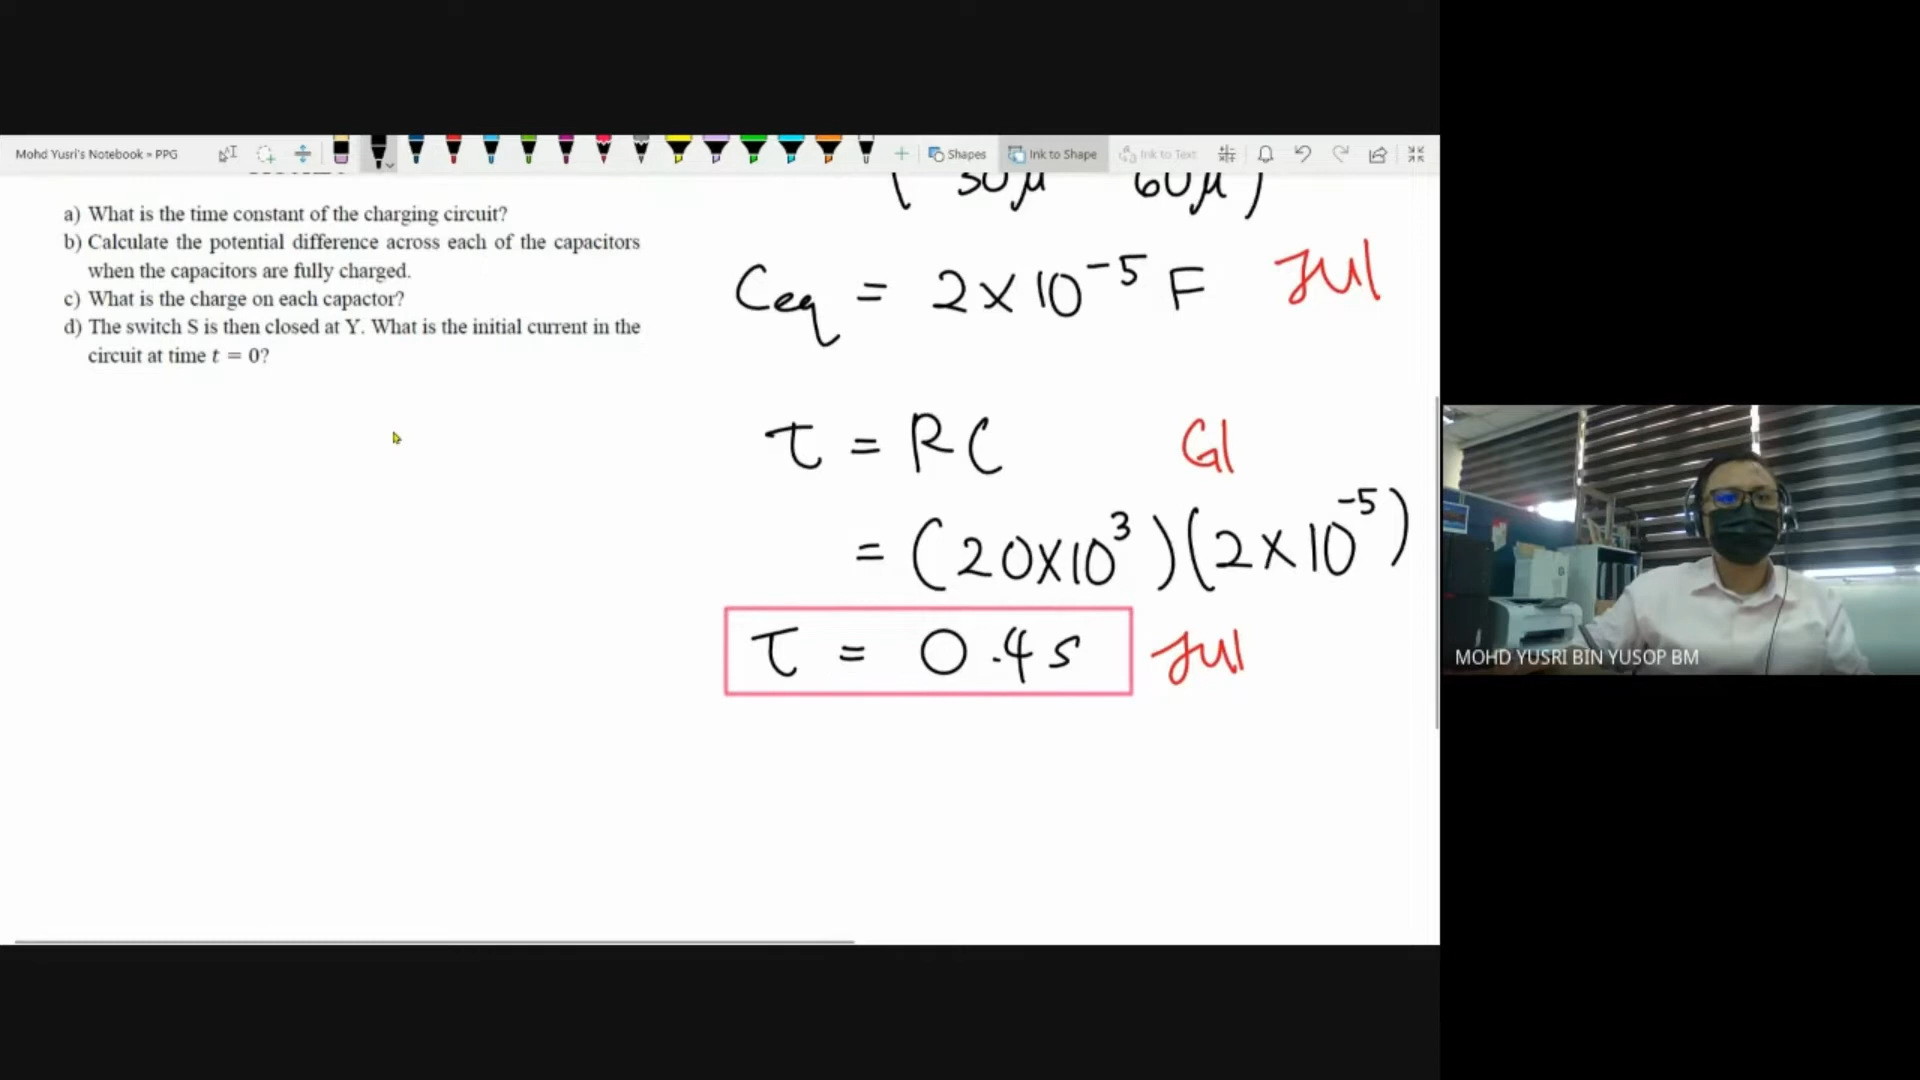 Mohd Yusri's Notebook » PPG
Shapes
Ink to Shape
Ink to Text
a) What is the time constant of the charging circuit?
b) Calculate the potential difference across each of the capacitors
when the capacitors are fully charged.
c) What is the charge on each capactor?
d) The switch S is then closed at Y. What is the initial current in the
circuit at time t = 0?
( 30μ 60μ )
Ceq = 2 x 10⁻⁵ F JU1
τ = RC G1
= (20x10³)(2 x 10⁻⁵)
τ = 0.4 s JU1
MOHD YUSRI BIN YUSOP BM